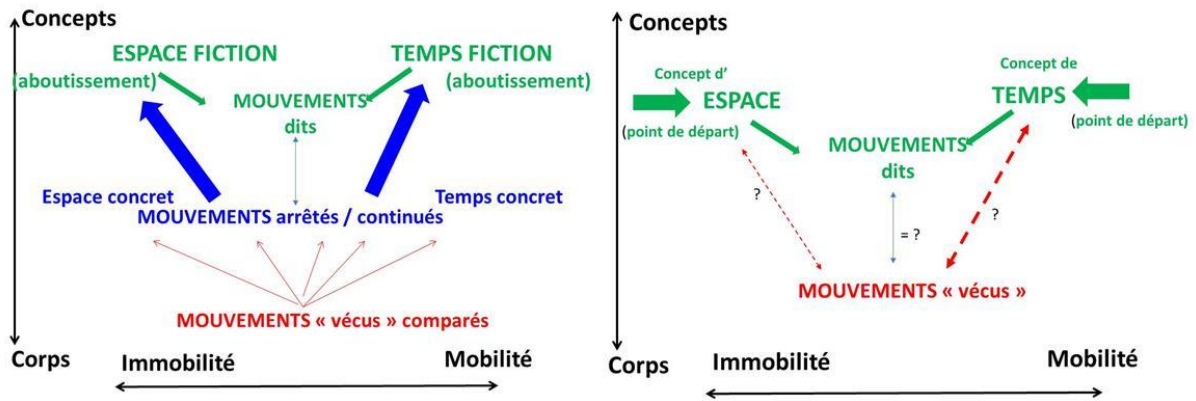 Concepts
ESPACE FICTION
(aboutissement)
TEMPS FICTION
(aboutissement)
MOUVEMENTS
dits
Espace concret
Temps concret
MOUVEMENTS arrêtés / continués
MOUVEMENTS « vécus » comparés
Corps
Immobilité
Mobilité
Concepts
Concept d'
ESPACE
(point de départ)
Concept de
TEMPS
(point de départ)
MOUVEMENTS
dits
?
= ?
?
MOUVEMENTS « vécus »
Corps
Immobilité
Mobilité